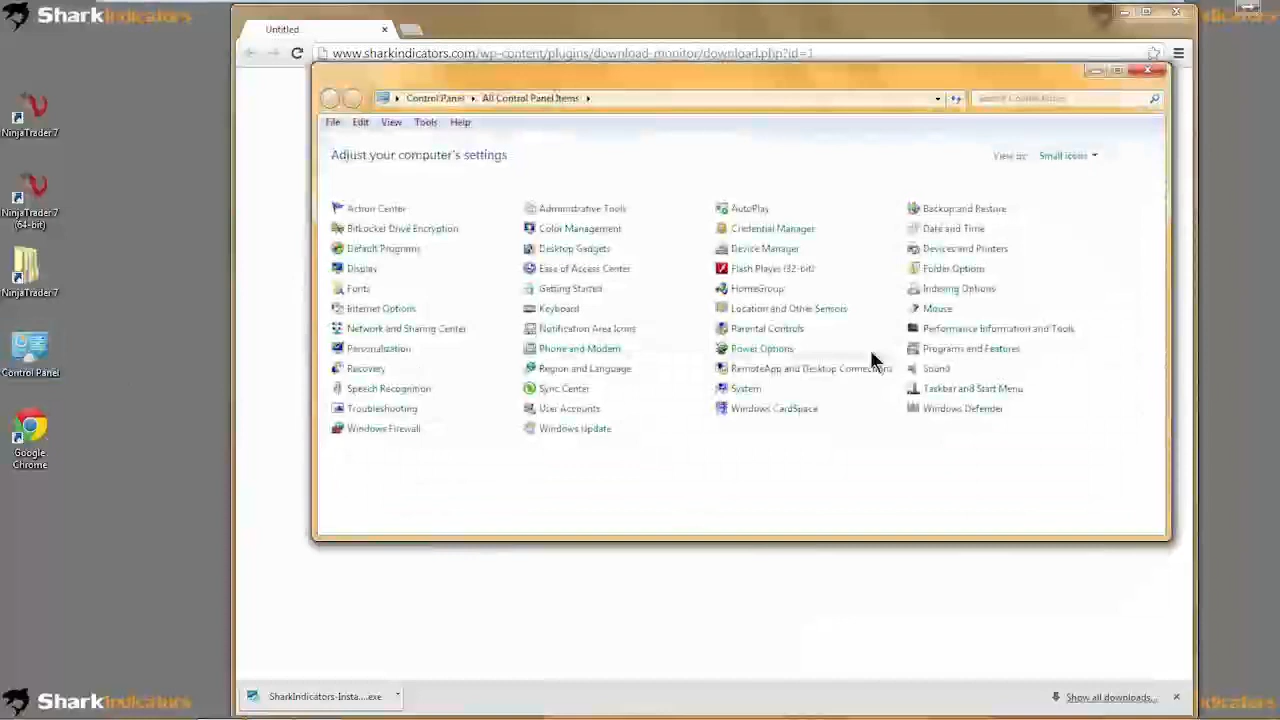 SharkIndicators
Untitled
www.sharkindicators.com/wp-content/plugins/download-monitor/download.php?id=1
Control Panel All Control Panel Items
File Edit View Tools Help
Adjust your computer's settings
View by: Small icons
Action Center Administrative Tools AutoPlay Backup and Restore
BitLocker Drive Encryption Color Management Credential Manager Date and Time
Default Programs Desktop Gadgets Device Manager Devices and Printers
Display Ease of Access Center Flash Player (32-bit) Folder Options
Fonts Getting Started HomeGroup Indexing Options
Internet Options Keyboard Location and Other Sensors Mouse
Network and Sharing Center Notification Area Icons Parental Controls Performance Information and Tools
Personalization Phone and Modem Power Options Programs and Features
Recovery Region and Language RemoteApp and Desktop Connections Sound
Speech Recognition Sync Center System Taskbar and Start Menu
Troubleshooting User Accounts Windows CardSpace Windows Defender
Windows Firewall Windows Update
NinjaTrader7
NinjaTrader7
(64-bit)
NinjaTrader7
Control Panel
Google
Chrome
SharkIndicators-Insta....exe
Show all downloads...
SharkIndicators